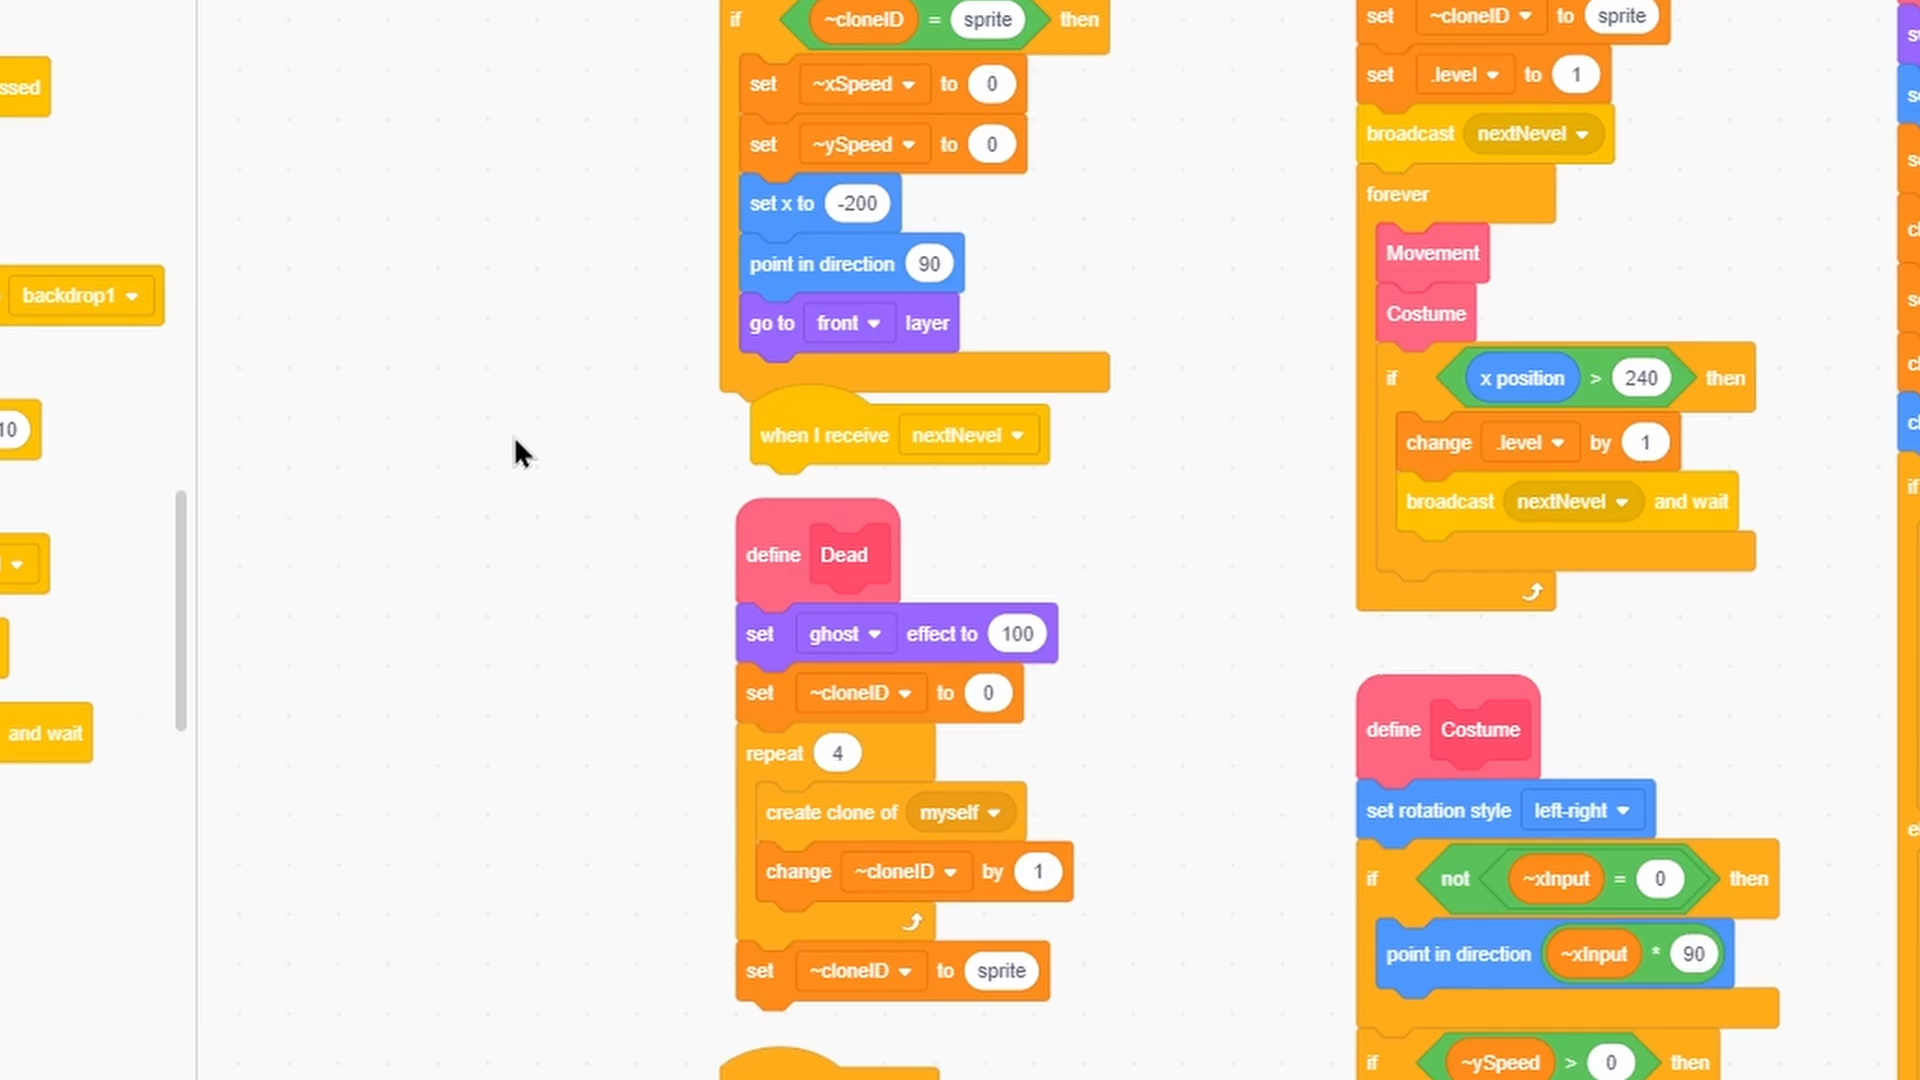 ssed
backdrop1
10
and wait
if ~cloneID = sprite then
set ~xSpeed to 0
set ~ySpeed to 0
set x to -200
point in direction 90
go to front layer
when I receive nextNevel
define Dead
set ghost effect to 100
set ~cloneID to 0
repeat 4
create clone of myself
change ~cloneID by 1
set ~cloneID to sprite
set ~cloneID to sprite
set .level to 1
broadcast nextNevel
forever
Movement
Costume
if x position > 240 then
change .level by 1
broadcast nextNevel and wait
define Costume
set rotation style left-right
if not ~xInput = 0 then
point in direction ~xInput * 90
if ~ySpeed > 0 then
if